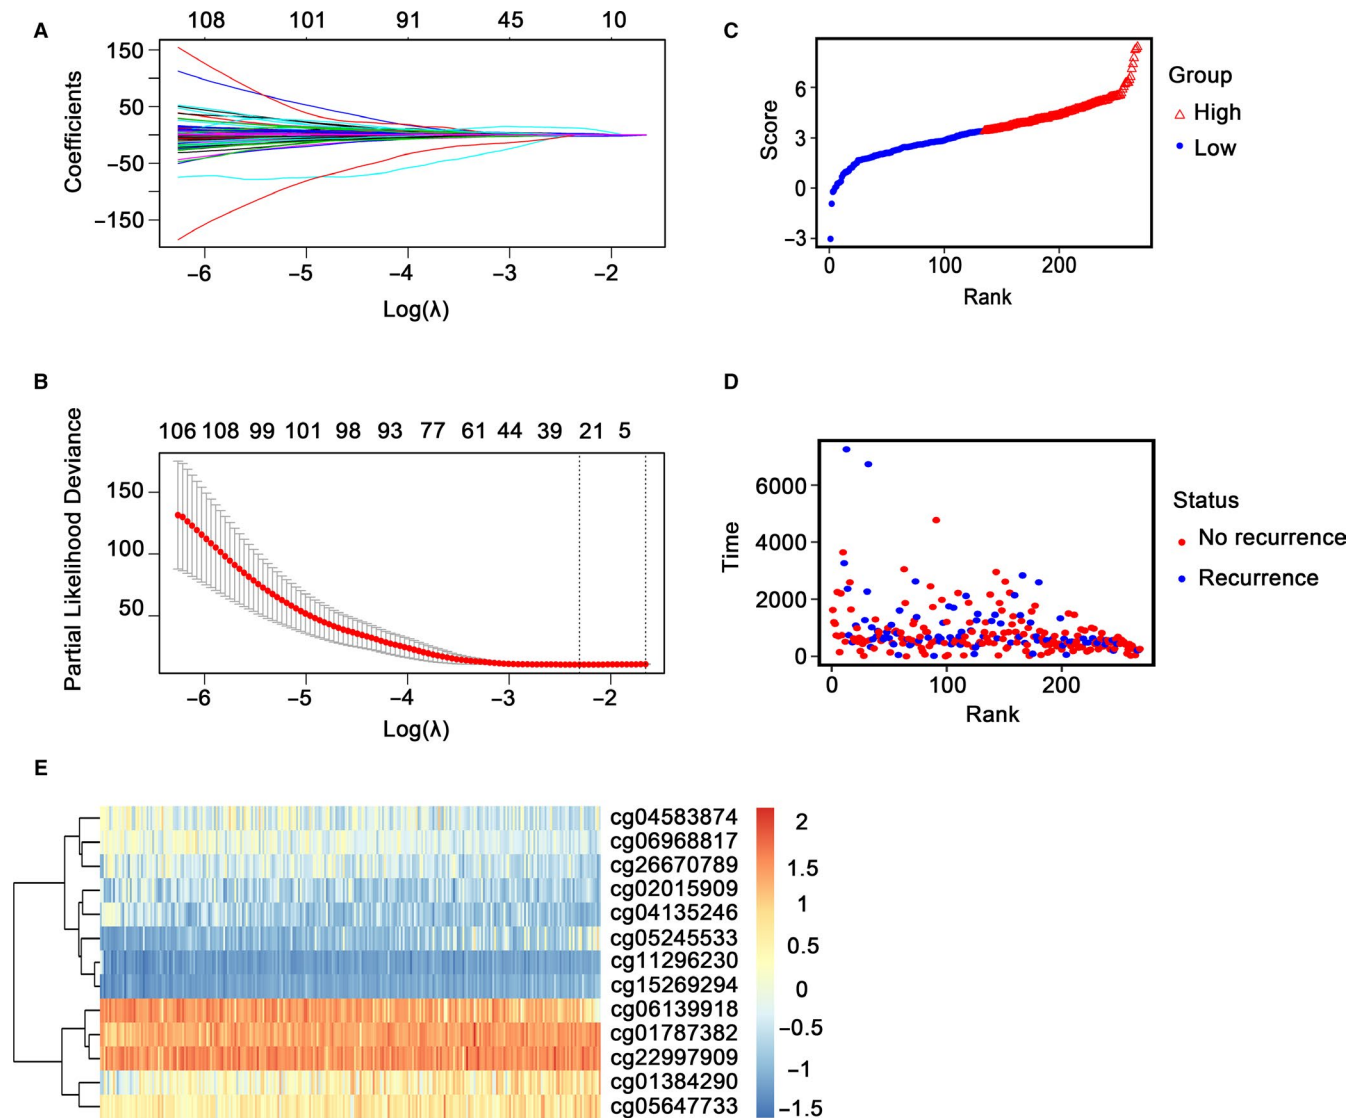 A
108 101 91 45 10
150
50
−50
−150
Coefficients
−6 −5 −4 −3 −2
Log(λ)
C
6
3
0
−3
Score
0 100 200
Rank
Group
High
Low
B
106 108 99 101 98 93 77 61 44 39 21 5
150
100
50
Partial Likelihood Deviance
−6 −5 −4 −3 −2
Log(λ)
D
6000
4000
2000
0
Time
0 100 200
Rank
Status
No recurrence
Recurrence
E
cg04583874
cg06968817
cg26670789
cg02015909
cg04135246
cg05245533
cg11296230
cg15269294
cg06139918
cg01787382
cg22997909
cg01384290
cg05647733
2
1.5
1
0.5
0
−0.5
−1
−1.5